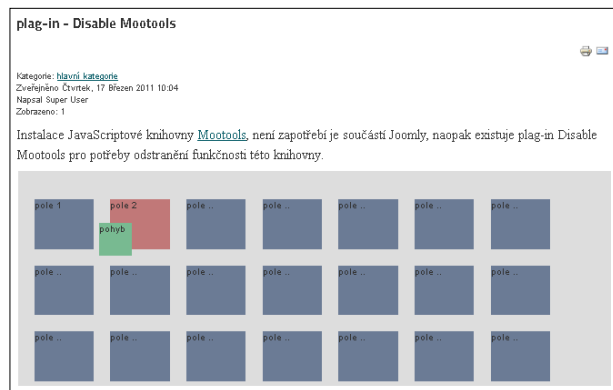 plag-in - Disable Mootools
Kategorie: hlavní kategorie
Zveřejněno Čtvrtek, 17 Březen 2011 10:04
Napsal Super User
Zobrazeno: 1
Instalace JavaScriptové knihovny Mootools, není zapotřebí je součástí Joomly, naopak existuje plag-in Disable
Mootools pro potřeby odstranění funkčnosti této knihovny.
pole 1 pole 2 pole .. pole .. pole .. pole .. pole ..
pohyb
pole .. pole .. pole .. pole .. pole .. pole .. pole ..
pole .. pole .. pole .. pole .. pole .. pole .. pole ..